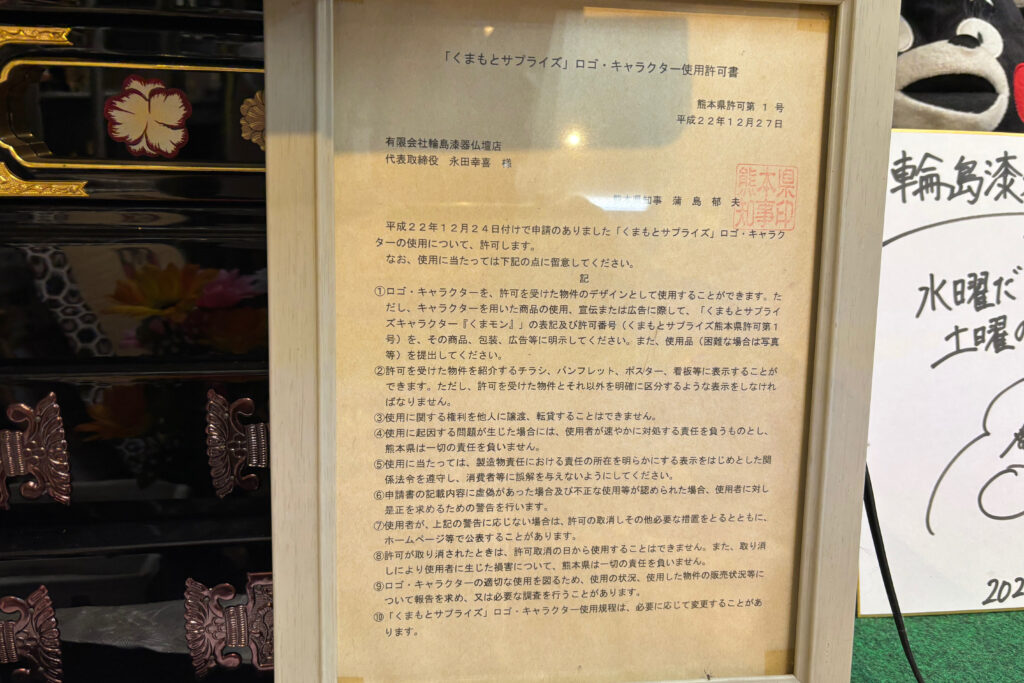 「くまもとサプライズ」ロゴ・キャラクター使用許可書
熊本県許可第 1 号
平成22年12月27日
有限会社輪島漆器仏壇店
代表取締役 永田幸喜 様
熊本県知事 蒲島郁夫
熊本県
知事印
平成22年12月24日付けで申請のありました「くまもとサプライズ」ロゴ・キャラク
ターの使用について、許可します。
なお、使用に当たっては下記の点に留意してください。
記
①ロゴ・キャラクターを、許可を受けた物件のデザインとして使用することができます。た
だし、キャラクターを用いた商品の使用、宣伝または広告に際して、「くまもとサプライ
ズキャラクター『くまモン』」の表記及び許可番号(くまもとサプライズ熊本県許可第1
号)を、その商品、包装、広告等に明示してください。また、使用品(困難な場合は写真
等)を提出してください。
②許可を受けた物件を紹介するチラシ、パンフレット、ポスター、看板等に表示することが
できます。ただし、許可を受けた物件とそれ以外を明確に区分するような表示をしなけれ
ばなりません。
③使用に関する権利を他人に譲渡、転貸することはできません。
④使用に起因する問題が生じた場合には、使用者が速やかに対処する責任を負うものとし、
熊本県は一切の責任を負いません。
⑤使用に当たっては、製造物責任における責任の所在を明らかにする表示をはじめとした関
係法令を遵守し、消費者等に誤解を与えないようにしてください。
⑥申請書の記載内容に虚偽があった場合及び不正な使用等が認められた場合、使用者に対し
是正を求めるための警告を行います。
⑦使用者が、上記の警告に応じない場合は、許可の取消しその他必要な措置をとるとともに、
ホームページ等で公表することがあります。
⑧許可が取り消されたときは、許可取消の日から使用することはできません。また、取り消
しにより使用者に生じた損害について、熊本県は一切の責任を負いません。
⑨ロゴ・キャラクターの適切な使用を図るため、使用の状況、使用した物件の販売状況等に
ついて報告を求め、又は必要な調査を行うことがあります。
⑩「くまもとサプライズ」ロゴ・キャラクター使用規程は、必要に応じて変更することがあ
ります。
輪島漆
水曜だ
土曜の
202